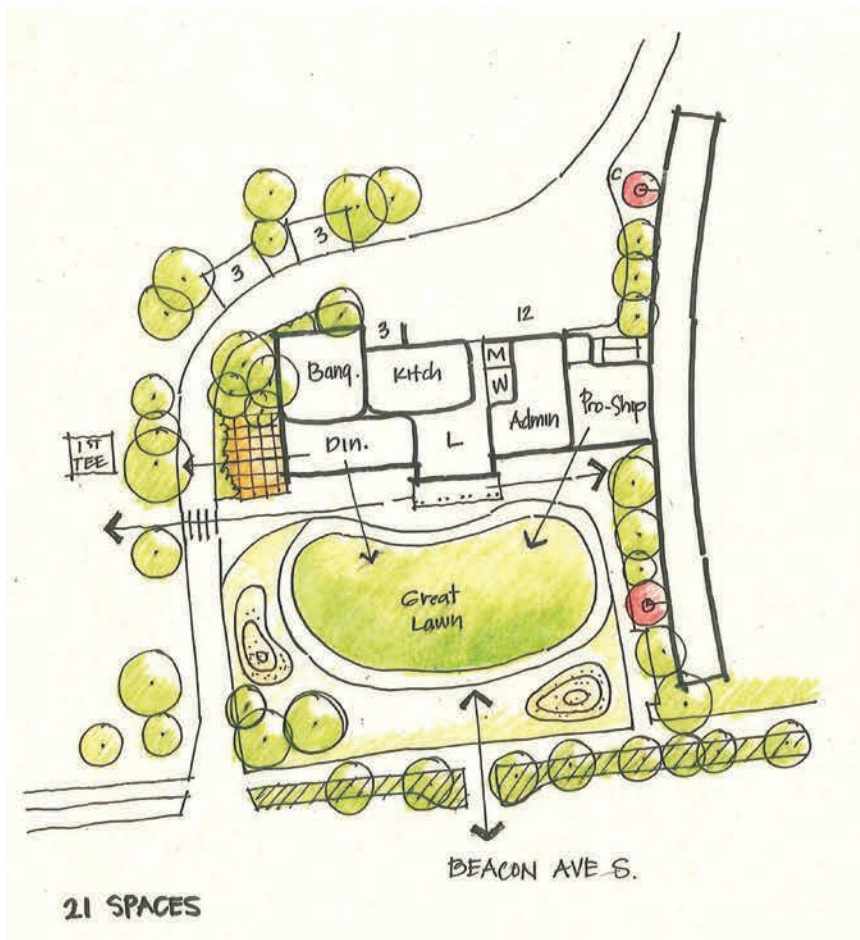 C
3
3
3
12
Banq.
Kitch
M
W
Admin
Pro-Shop
1ST
TEE
Din.
L
Great
Lawn
BEACON AVE S.
21 SPACES